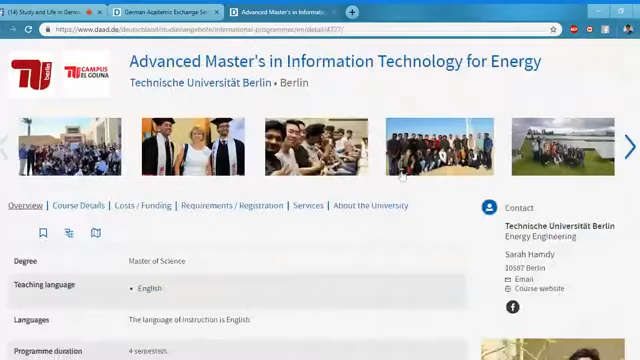 (14) Study and Life in Germ
German Academic Exchange Se
Advanced Master's in Informati
https://www.daad.de/deutschland/studienangebote/international-programmes/en/detail/4727/
TU berlin
TU CAMPUS
EL GOUNA
Advanced Master's in Information Technology for Energy
Technische Universität Berlin • Berlin
Overview | Course Details | Costs / Funding | Requirements / Registration | Services | About the University
Contact
Technische Universität Berlin
Energy Engineering
Sarah Hamdy
10587 Berlin
Email
Course website
Degree Master of Science
Teaching language • English
Languages The language of instruction is English
Programme duration 4 semesters